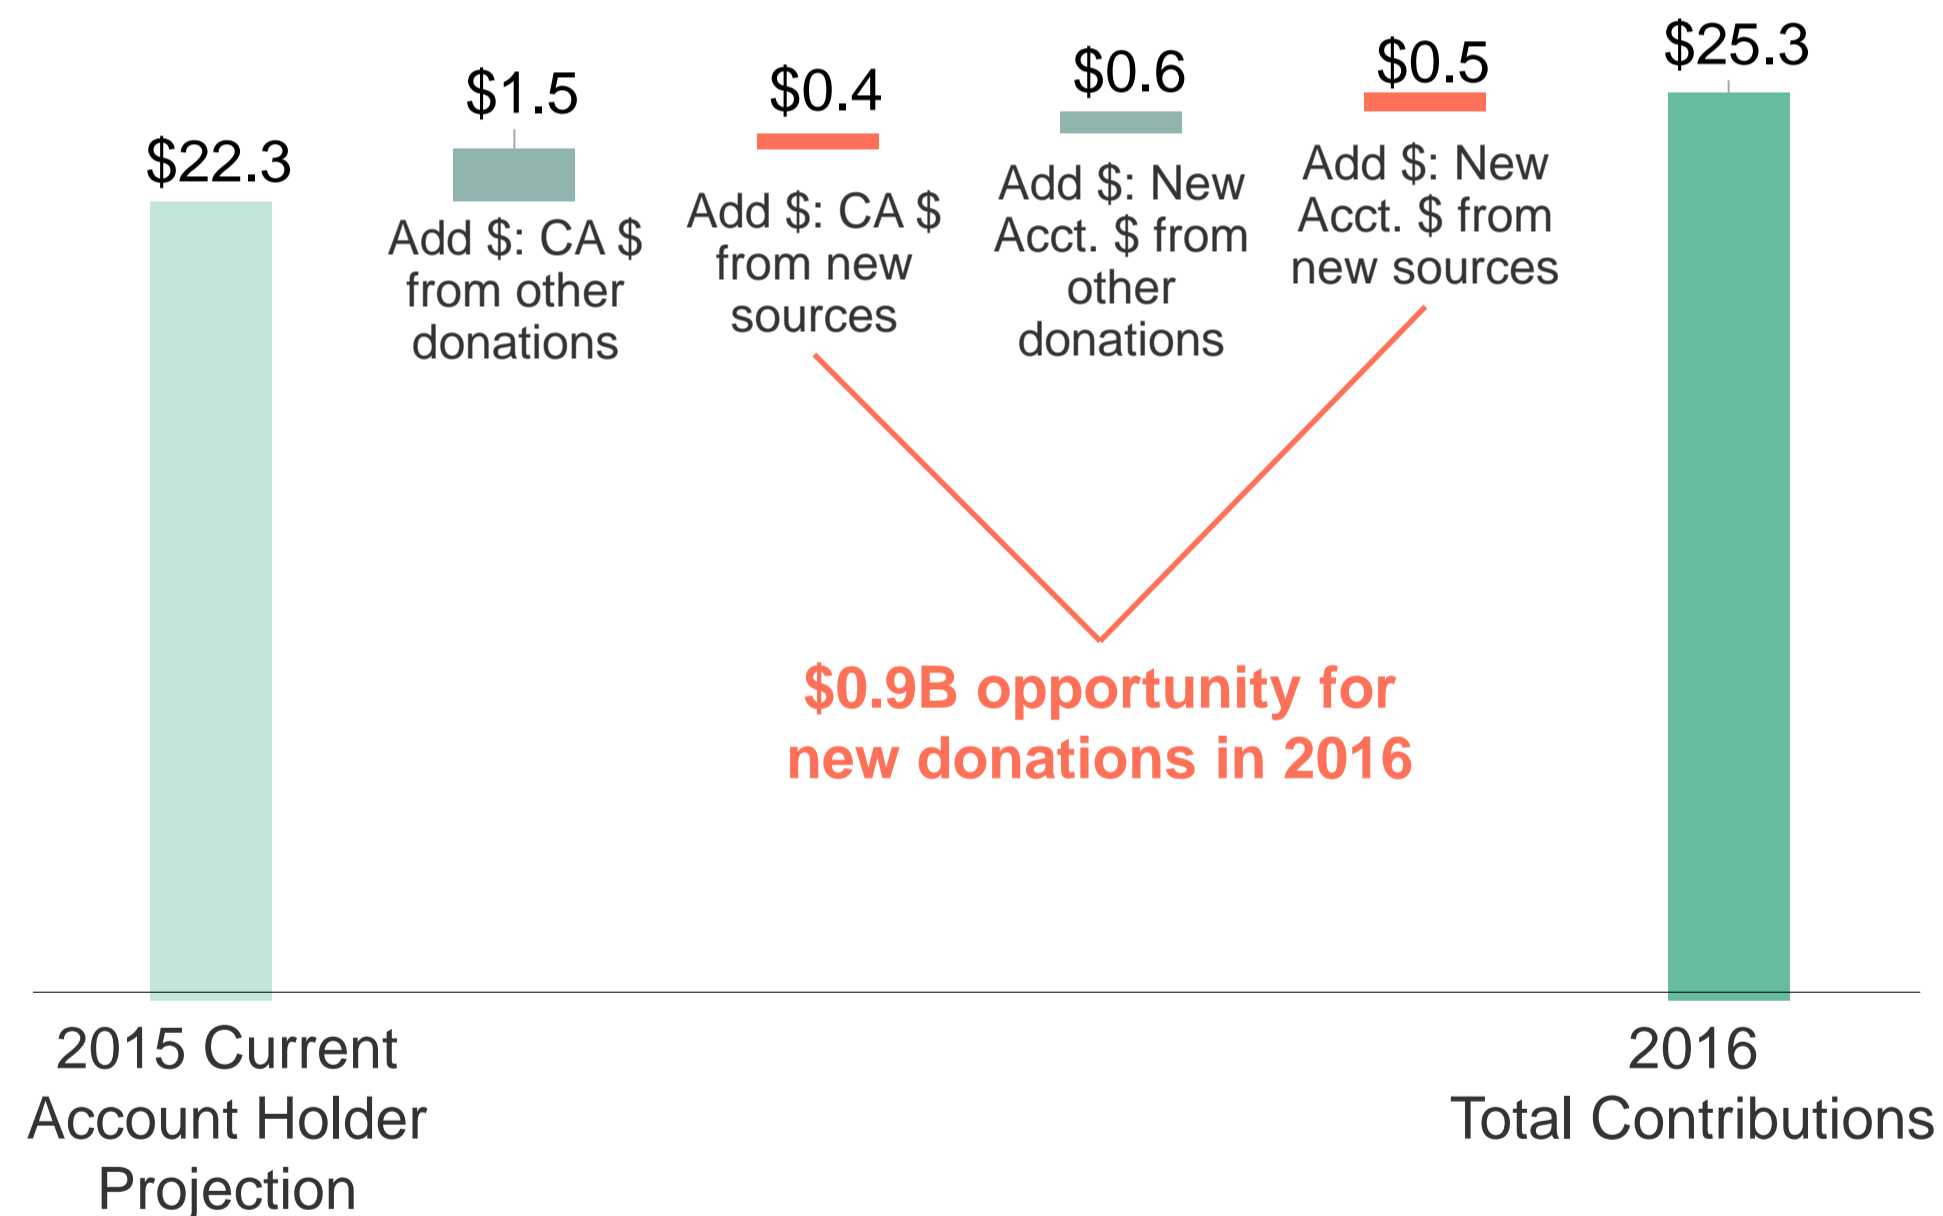 $22.3
$1.5
Add $: CA $
from other
donations
$0.4
Add $: CA $
from new
sources
$0.6
Add $: New
Acct. $ from
other
donations
$0.5
Add $: New
Acct. $ from
new sources
$25.3
$0.9B opportunity for
new donations in 2016
2015 Current
Account Holder
Projection
2016
Total Contributions